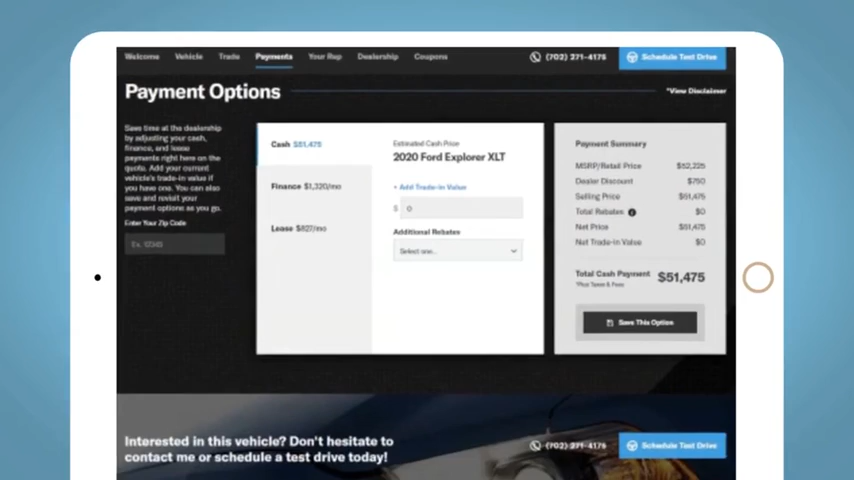 Welcome Vehicle Trade Payments Your Rep Dealership Coupons (702) 271-4175 Schedule Test Drive
Payment Options
*View Disclaimer
Save time at the dealership
by adjusting your cash,
finance, and lease
payments right here on the
quote. Add your current
vehicle's trade-in value if
you have one. You can also
save and revisit your
payment options as you go.
Enter Your Zip Code
Ex. 12345
Cash $51,475
Finance $1,320/mo
Lease $827/mo
Estimated Cash Price
2020 Ford Explorer XLT
+ Add Trade-in Value
$ 0
Additional Rebates
Select one...
Payment Summary
MSRP/Retail Price $52,225
Dealer Discount $750
Selling Price $51,475
Total Rebates $0
Net Price $51,475
Net Trade-in Value $0
Total Cash Payment $51,475
*Plus Taxes & Fees
Save This Option
Interested in this vehicle? Don't hesitate to
contact me or schedule a test drive today!
(702) 271-4175 Schedule Test Drive